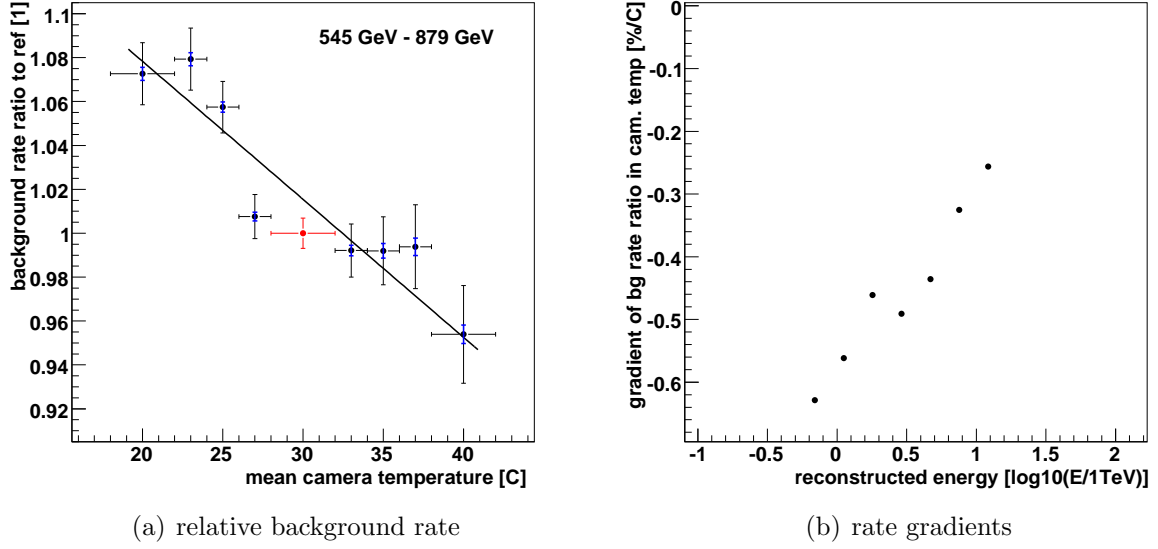 545 GeV - 879 GeV
background rate ratio to ref [1]
1.1
1.08
1.06
1.04
1.02
1
0.98
0.96
0.94
0.92
20 25 30 35 40
mean camera temperature [C]
(a) relative background rate
gradient of bg rate ratio in cam. temp [%/C]
0
-0.1
-0.2
-0.3
-0.4
-0.5
-0.6
-1 -0.5 0 0.5 1 1.5 2
reconstructed energy [log10(E/1TeV)]
(b) rate gradients